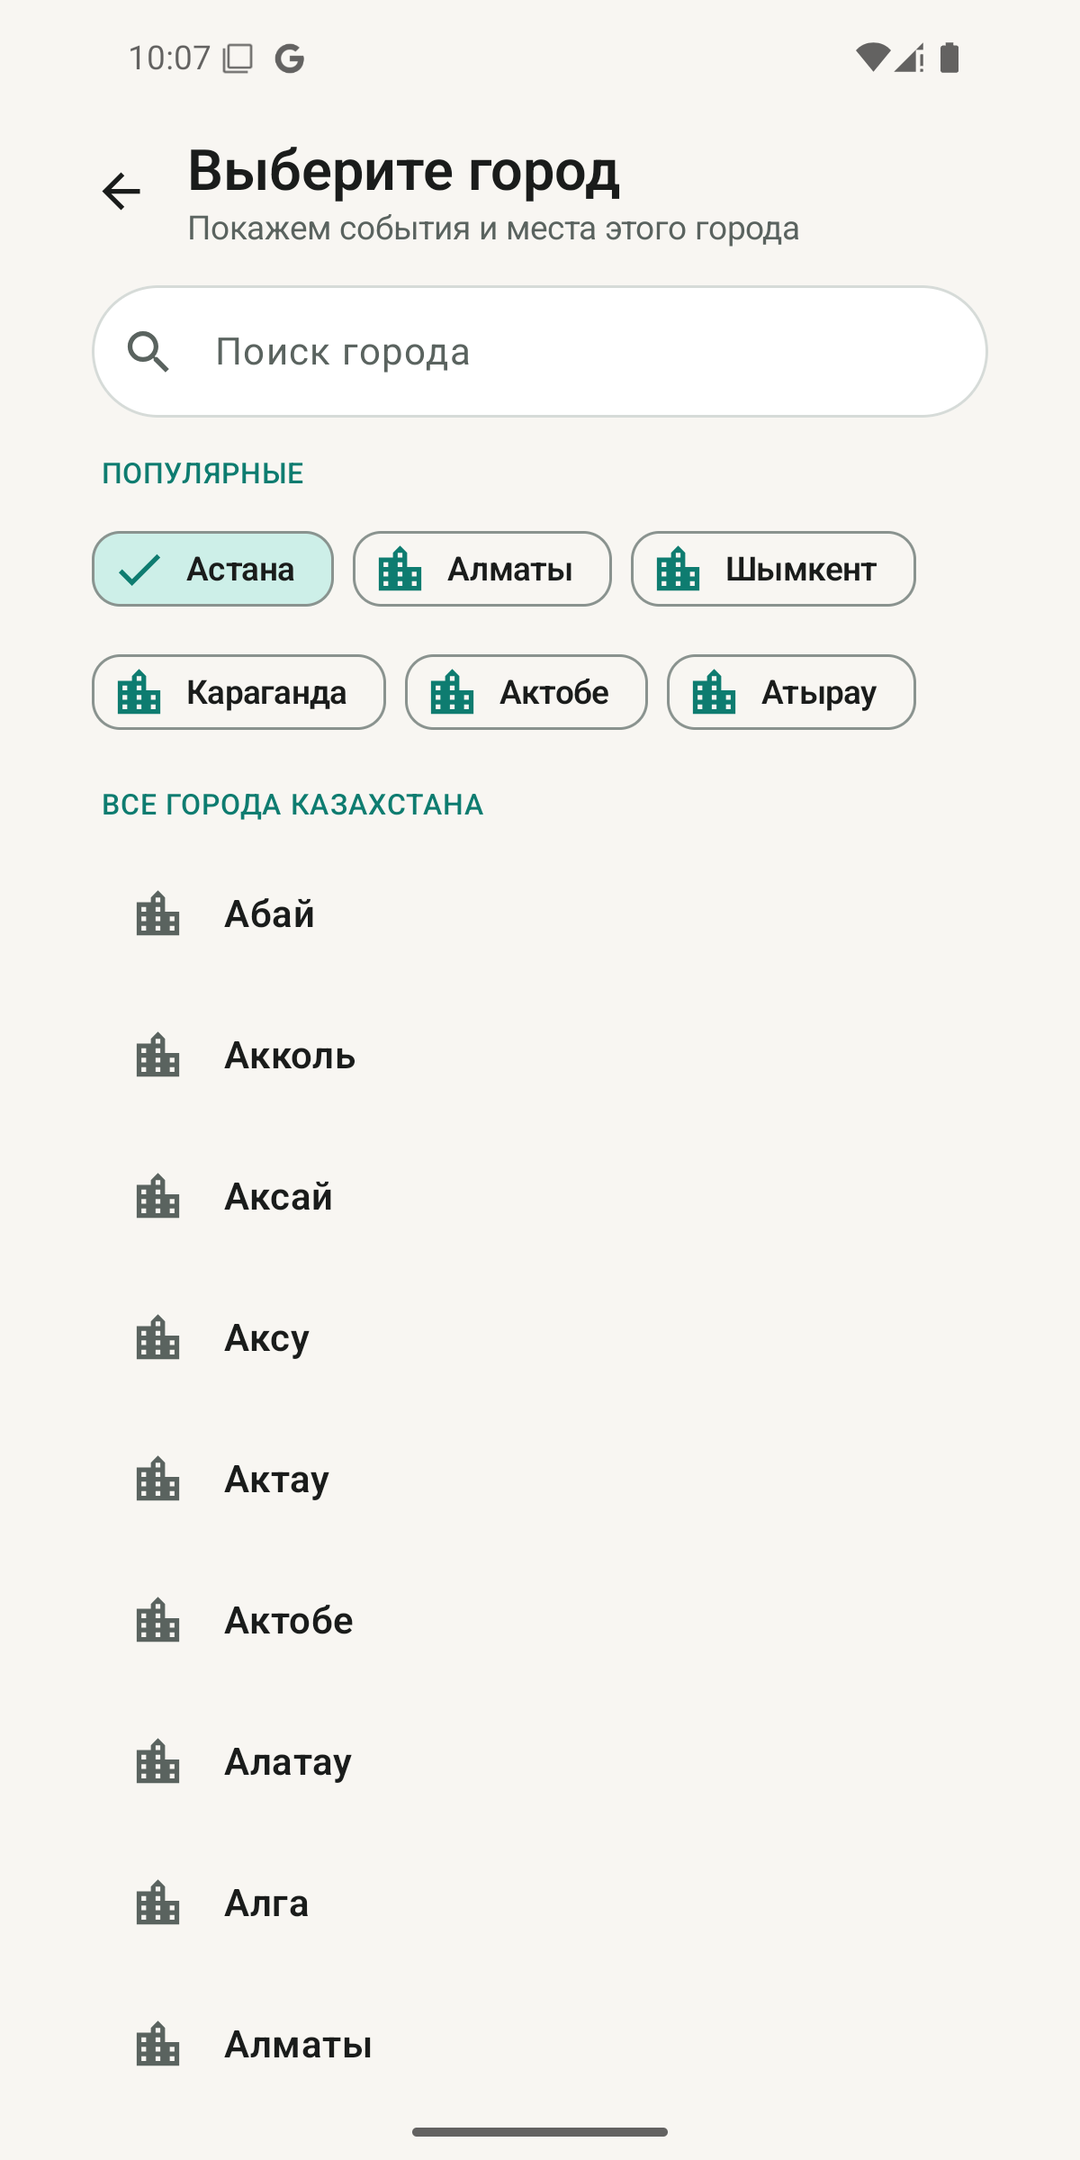 10:07
Выберите город
Покажем события и места этого города
Поиск города
ПОПУЛЯРНЫЕ
Астана
Алматы
Шымкент
Караганда
Актобе
Атырау
ВСЕ ГОРОДА КАЗАХСТАНА
Абай
Акколь
Аксай
Аксу
Актау
Актобе
Алатау
Алга
Алматы